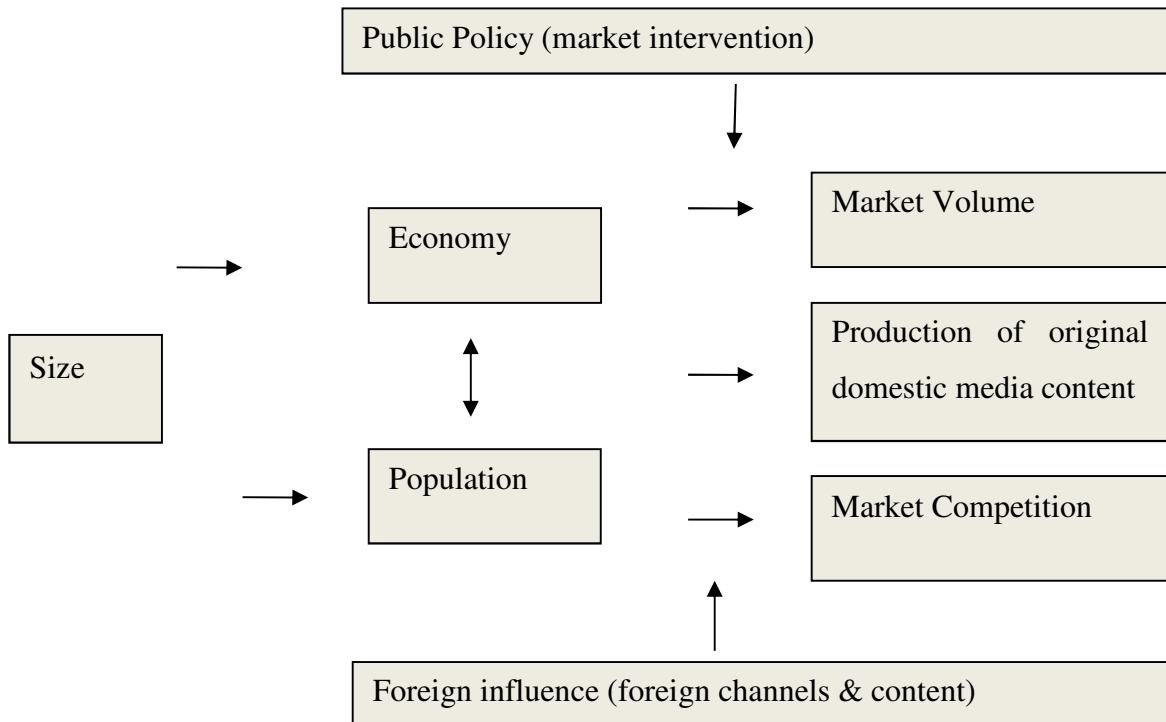 Public Policy (market intervention)
Economy
Market Volume
Size
Production of original
domestic media content
Population
Market Competition
Foreign influence (foreign channels & content)